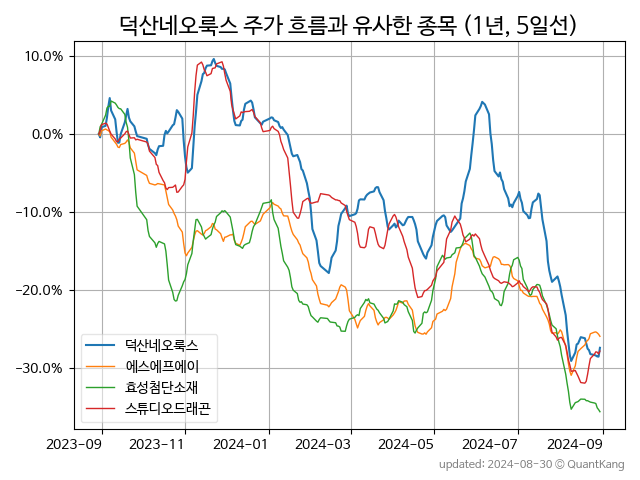 덕산네오룩스 주가 흐름과 유사한 종목 (1년, 5일선)
10.0%
0.0%
−10.0%
−20.0%
−30.0%
덕산네오룩스
에스에프에이
효성첨단소재
스튜디오드래곤
2023-09 2023-11 2024-01 2024-03 2024-05 2024-07 2024-09
updated: 2024-08-30 © QuantKang